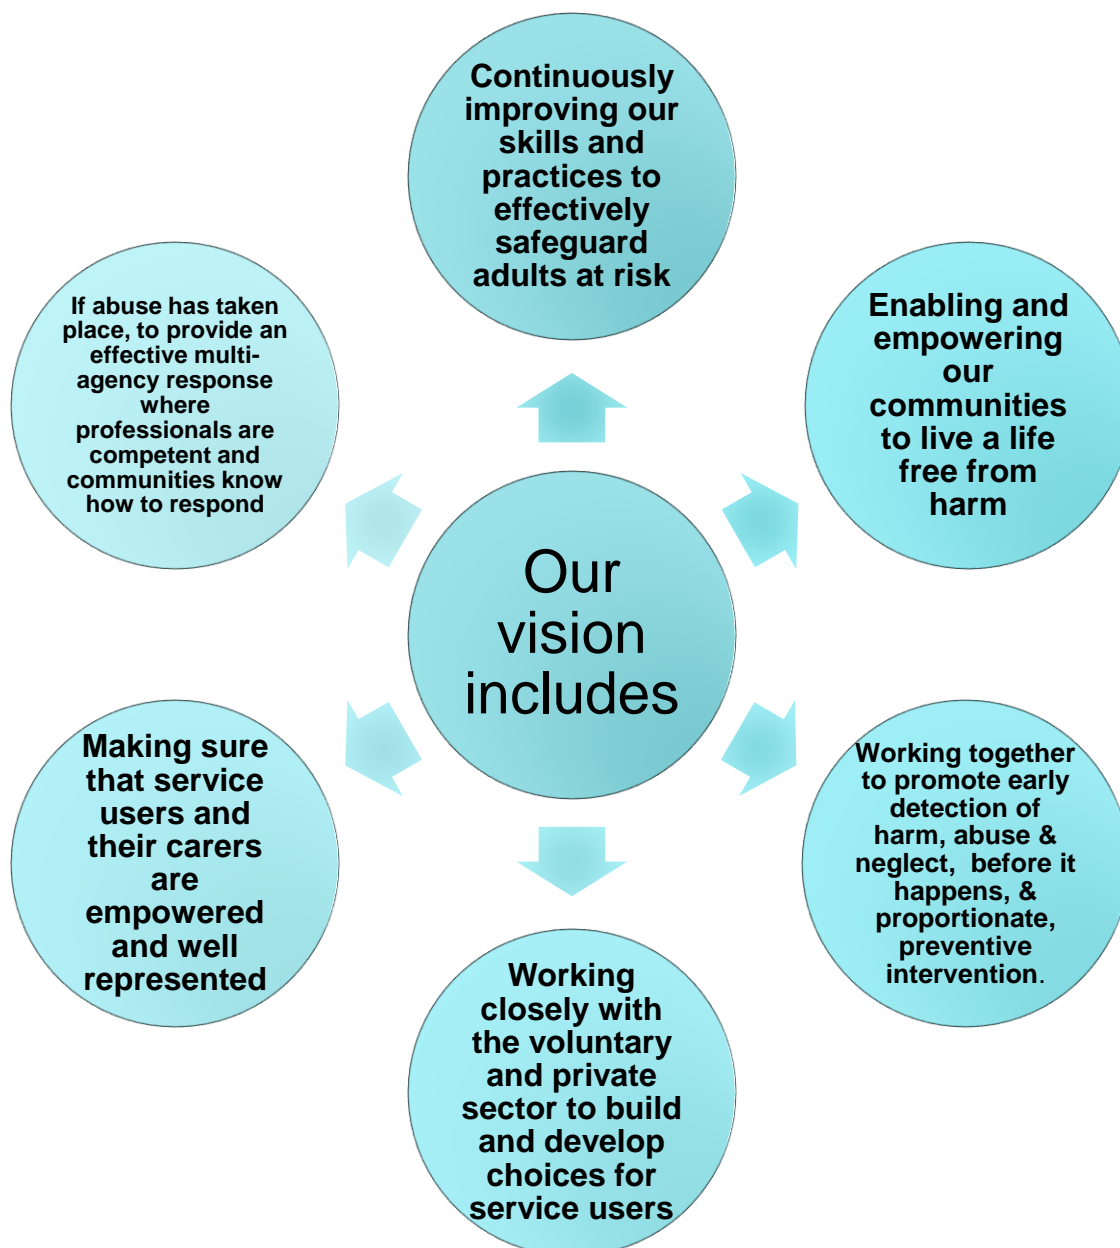 Continuously
improving our
skills and
practices to
effectively
safeguard
adults at risk
If abuse has taken
place, to provide an
effective multi-
agency response
where
professionals are
competent and
communities know
how to respond
Enabling and
empowering
our
communities
to live a life
free from
harm
Our
vision
includes
Making sure
that service
users and
their carers
are
empowered
and well
represented
Working together
to promote early
detection of
harm, abuse &
neglect,  before it
happens, &
proportionate,
preventive
intervention.
Working
closely with
the voluntary
and private
sector to build
and develop
choices for
service users